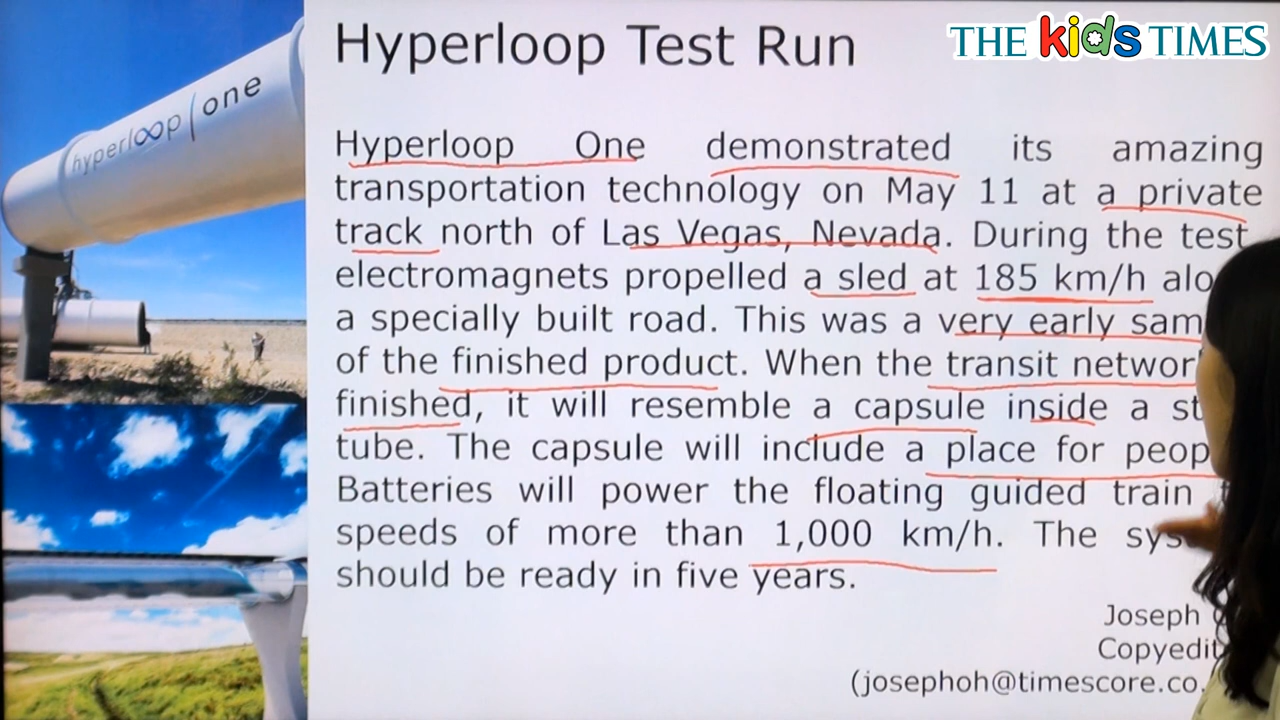 THE kids TIMES
Hyperloop Test Run
hyperloop one
Hyperloop One demonstrated its amazing
transportation technology on May 11 at a private
track north of Las Vegas, Nevada. During the test
electromagnets propelled a sled at 185 km/h
a specially built road. This was a very early
of the finished product. When the transit
finished, it will resemble a capsule inside a
tube. The capsule will include a place for
Batteries will power the floating guided train
speeds of more than 1,000 km/h. The
should be ready in five years.
Joseph
(josephoh@timescore.co.